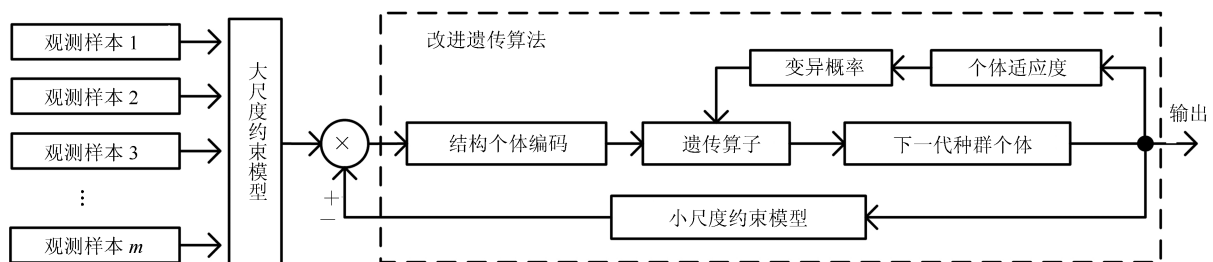 观测样本 1
观测样本 2
观测样本 3
⋮
观测样本 m
大尺度约束模型
×
+
−
改进遗传算法
变异概率
个体适应度
结构个体编码
遗传算子
下一代种群个体
小尺度约束模型
输出